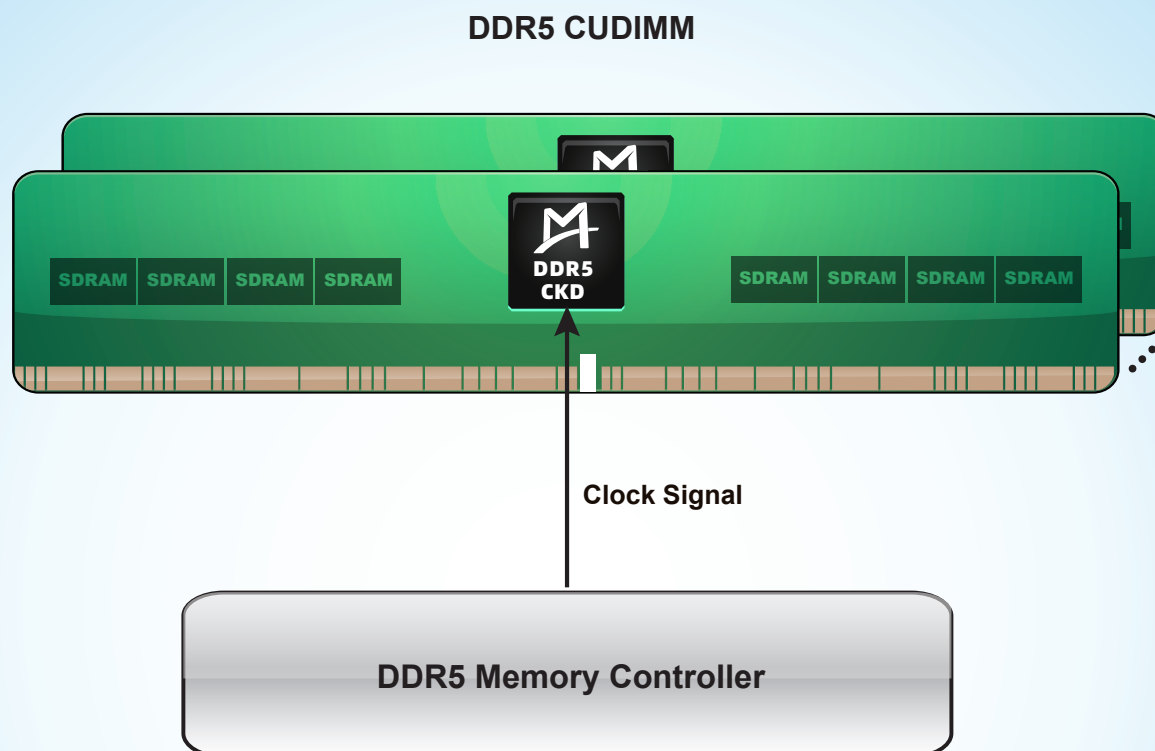 DDR5 CUDIMM
SDRAM SDRAM SDRAM SDRAM
DDR5
CKD
SDRAM SDRAM SDRAM SDRAM
Clock Signal
DDR5 Memory Controller